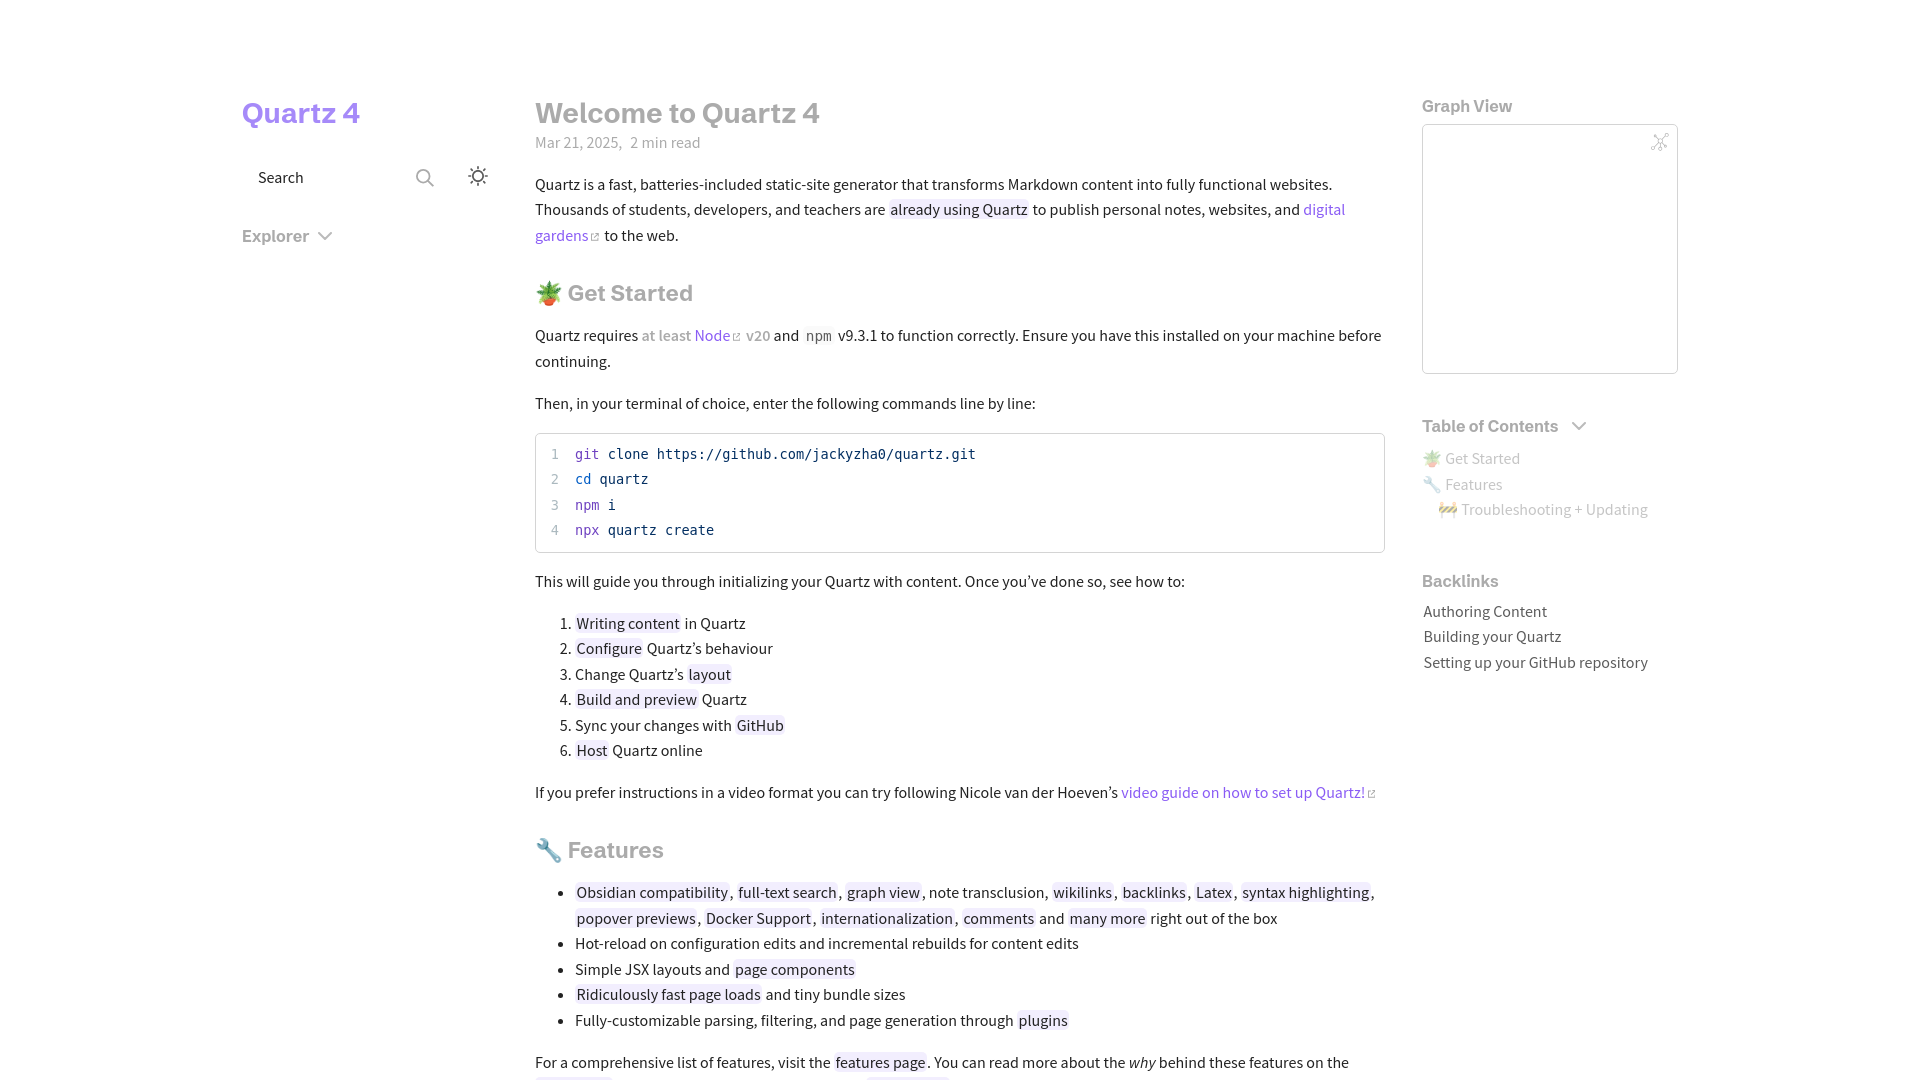 Quartz 4
Search
Explorer
Welcome to Quartz 4
Mar 21, 2025, 2 min read
Quartz is a fast, batteries-included static-site generator that transforms Markdown content into fully functional websites.
Thousands of students, developers, and teachers are already using Quartz to publish personal notes, websites, and digital
gardens to the web.
🪴 Get Started
Quartz requires at least Node v20 and npm v9.3.1 to function correctly. Ensure you have this installed on your machine before
continuing.
Then, in your terminal of choice, enter the following commands line by line:
1 git clone https://github.com/jackyzha0/quartz.git
2 cd quartz
3 npm i
4 npx quartz create
This will guide you through initializing your Quartz with content. Once you’ve done so, see how to:
1. Writing content in Quartz
2. Configure Quartz’s behaviour
3. Change Quartz’s layout
4. Build and preview Quartz
5. Sync your changes with GitHub
6. Host Quartz online
If you prefer instructions in a video format you can try following Nicole van der Hoeven’s video guide on how to set up Quartz!
🔧 Features
• Obsidian compatibility, full-text search, graph view, note transclusion, wikilinks, backlinks, Latex, syntax highlighting,
popover previews, Docker Support, internationalization, comments and many more right out of the box
• Hot-reload on configuration edits and incremental rebuilds for content edits
• Simple JSX layouts and page components
• Ridiculously fast page loads and tiny bundle sizes
• Fully-customizable parsing, filtering, and page generation through plugins
For a comprehensive list of features, visit the features page. You can read more about the why behind these features on the
Graph View
Table of Contents
🪴 Get Started
🔧 Features
🚧 Troubleshooting + Updating
Backlinks
Authoring Content
Building your Quartz
Setting up your GitHub repository